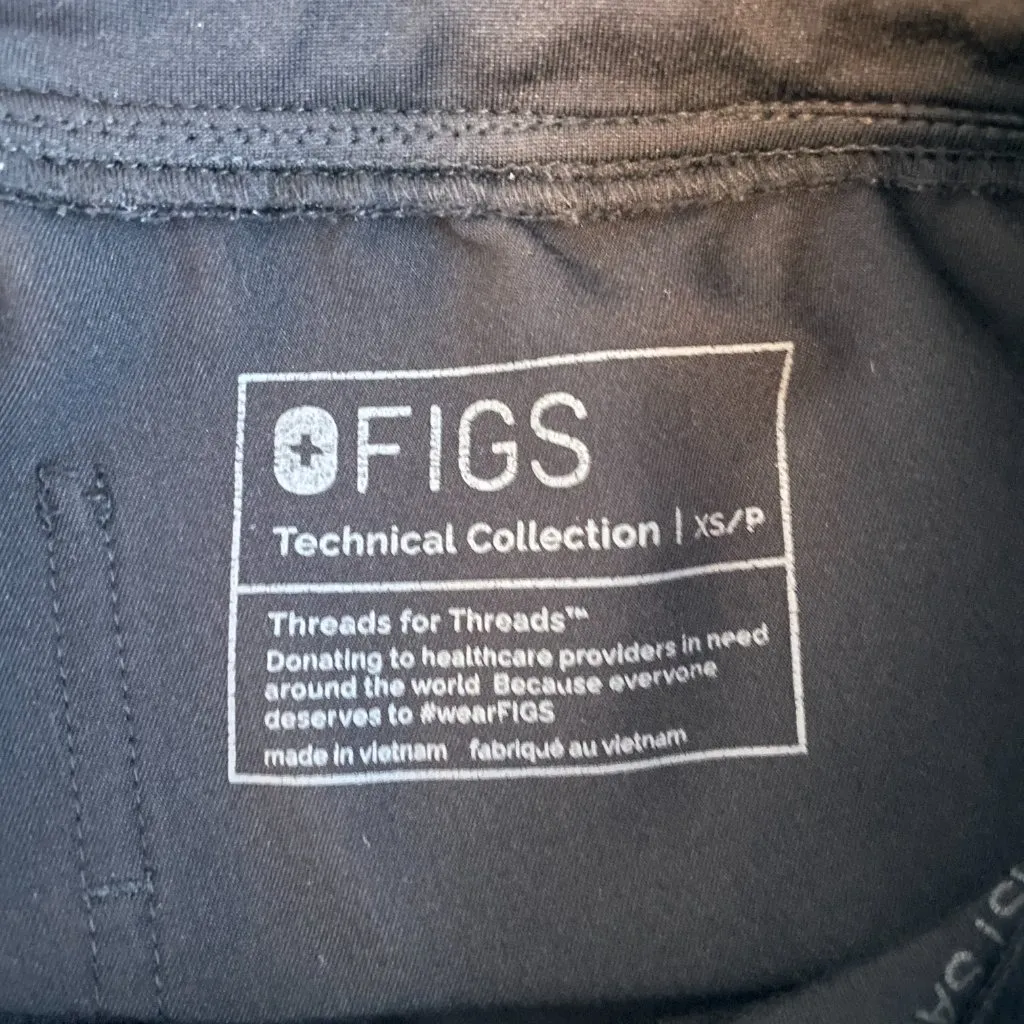 FIGS
Technical Collection | XS/P
Threads for Threads™
Donating to healthcare providers in need
around the world Because everyone
deserves to #wearFIGS
made in vietnam fabriqué au vietnam